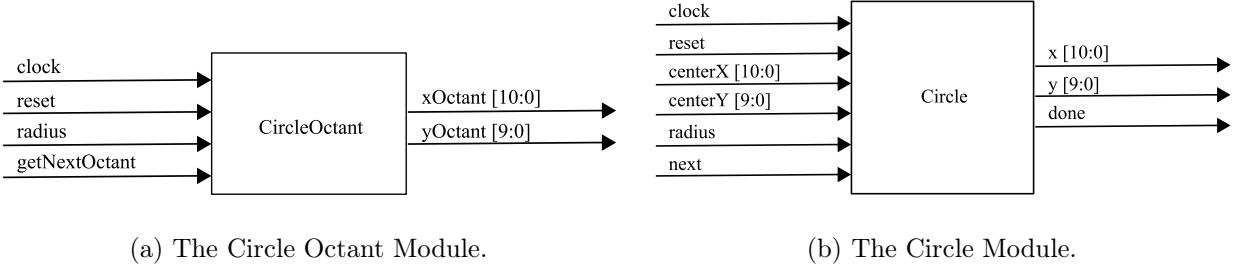 clock
reset
radius
getNextOctant
CircleOctant
xOctant [10:0]
yOctant [9:0]
(a) The Circle Octant Module.
clock
reset
centerX [10:0]
centerY [9:0]
radius
next
Circle
x [10:0]
y [9:0]
done
(b) The Circle Module.